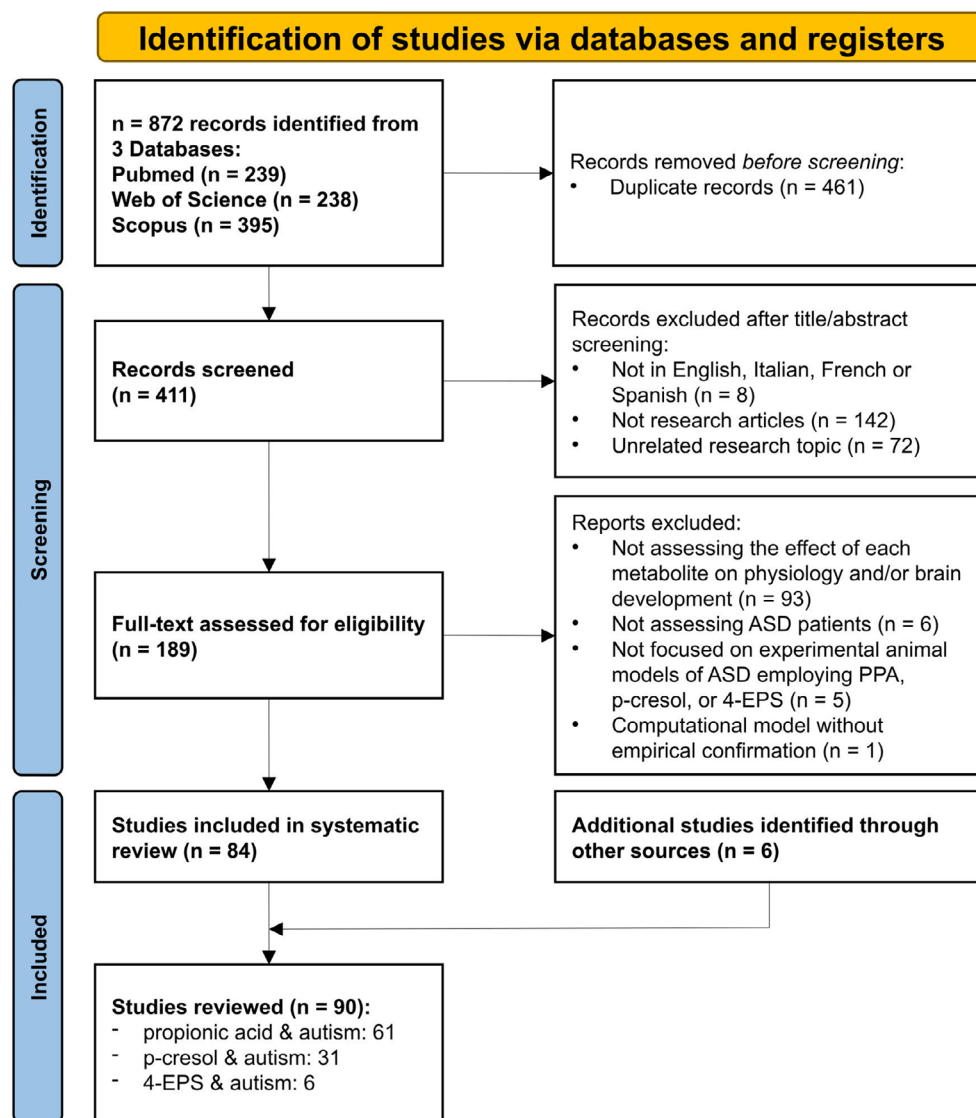 Identification of studies via databases and registers
Identification
n = 872 records identified from
3 Databases:
Pubmed (n = 239)
Web of Science (n = 238)
Scopus (n = 395)
Records removed before screening:
• Duplicate records (n = 461)
Screening
Records screened
(n = 411)
Records excluded after title/abstract
screening:
• Not in English, Italian, French or
Spanish (n = 8)
• Not research articles (n = 142)
• Unrelated research topic (n = 72)
Full-text assessed for eligibility
(n = 189)
Reports excluded:
• Not assessing the effect of each
metabolite on physiology and/or brain
development (n = 93)
• Not assessing ASD patients (n = 6)
• Not focused on experimental animal
models of ASD employing PPA,
p-cresol, or 4-EPS (n = 5)
• Computational model without
empirical confirmation (n = 1)
Included
Studies included in systematic
review (n = 84)
Additional studies identified through
other sources (n = 6)
Studies reviewed (n = 90):
- propionic acid & autism: 61
- p-cresol & autism: 31
- 4-EPS & autism: 6